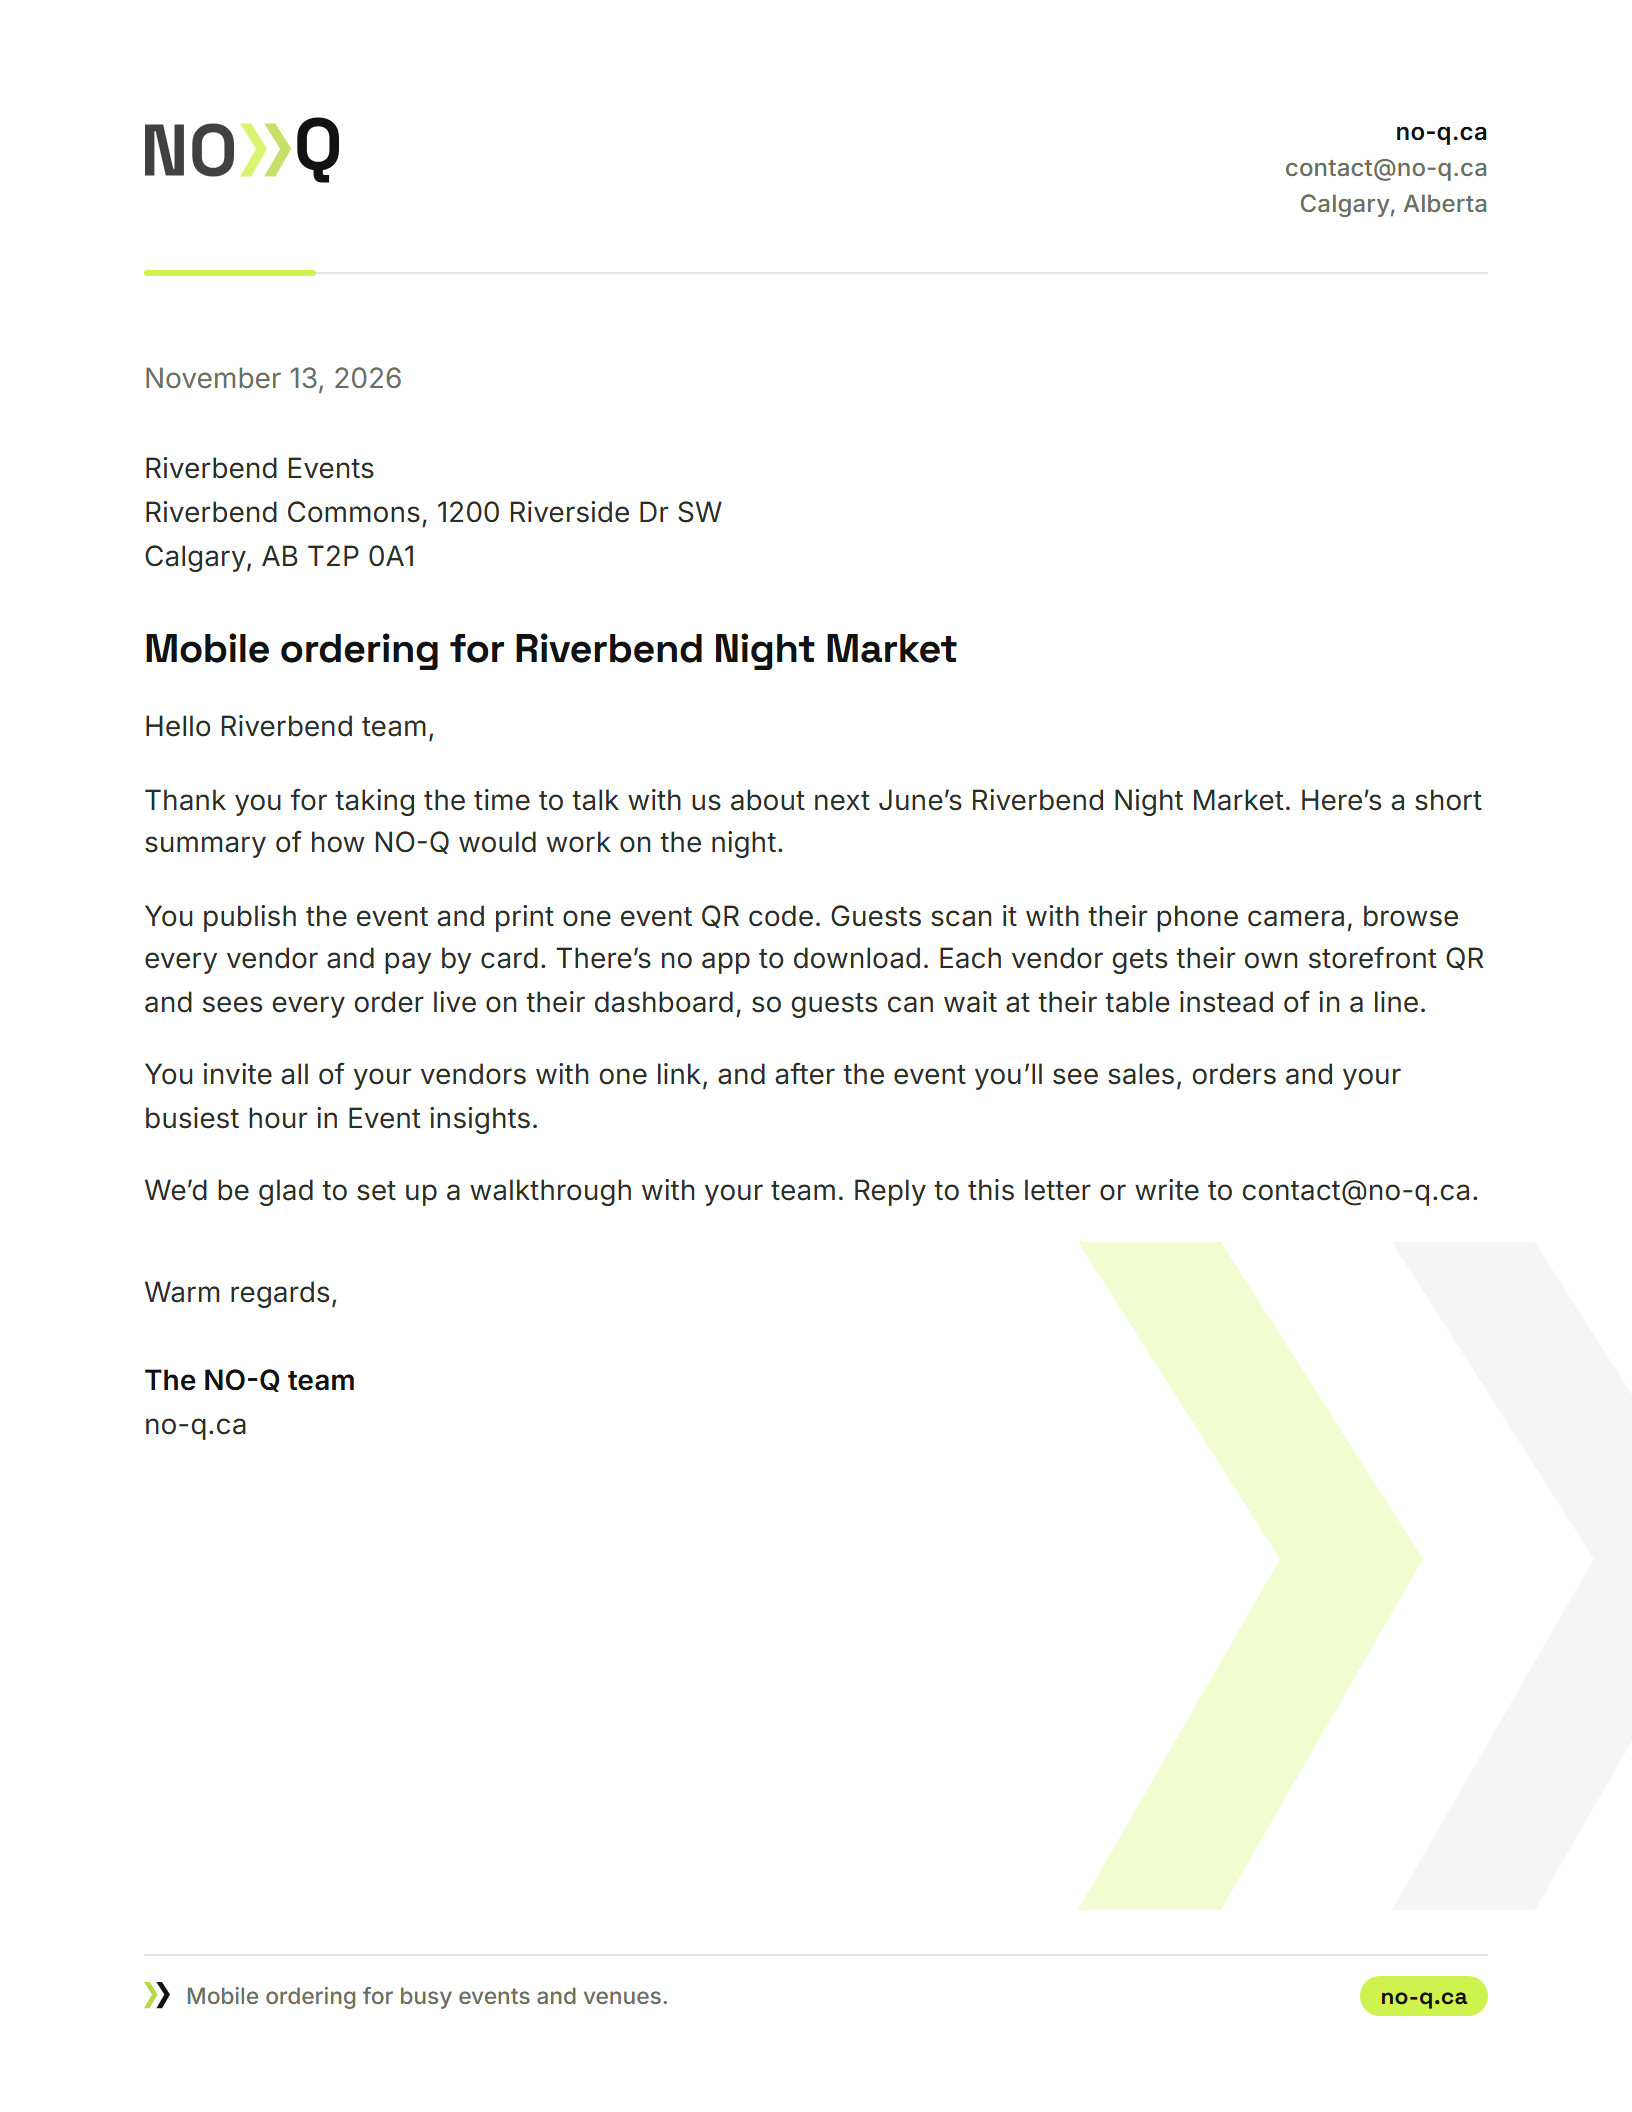 NO»Q
no-q.ca
contact@no-q.ca
Calgary, Alberta
November 13, 2026
Riverbend Events
Riverbend Commons, 1200 Riverside Dr SW
Calgary, AB T2P 0A1
Mobile ordering for Riverbend Night Market
Hello Riverbend team,
Thank you for taking the time to talk with us about next June’s Riverbend Night Market. Here’s a short
summary of how NO-Q would work on the night.
You publish the event and print one event QR code. Guests scan it with their phone camera, browse
every vendor and pay by card. There’s no app to download. Each vendor gets their own storefront QR
and sees every order live on their dashboard, so guests can wait at their table instead of in a line.
You invite all of your vendors with one link, and after the event you’ll see sales, orders and your
busiest hour in Event insights.
We’d be glad to set up a walkthrough with your team. Reply to this letter or write to contact@no-q.ca.
Warm regards,
The NO-Q team
no-q.ca
Mobile ordering for busy events and venues.
no-q.ca